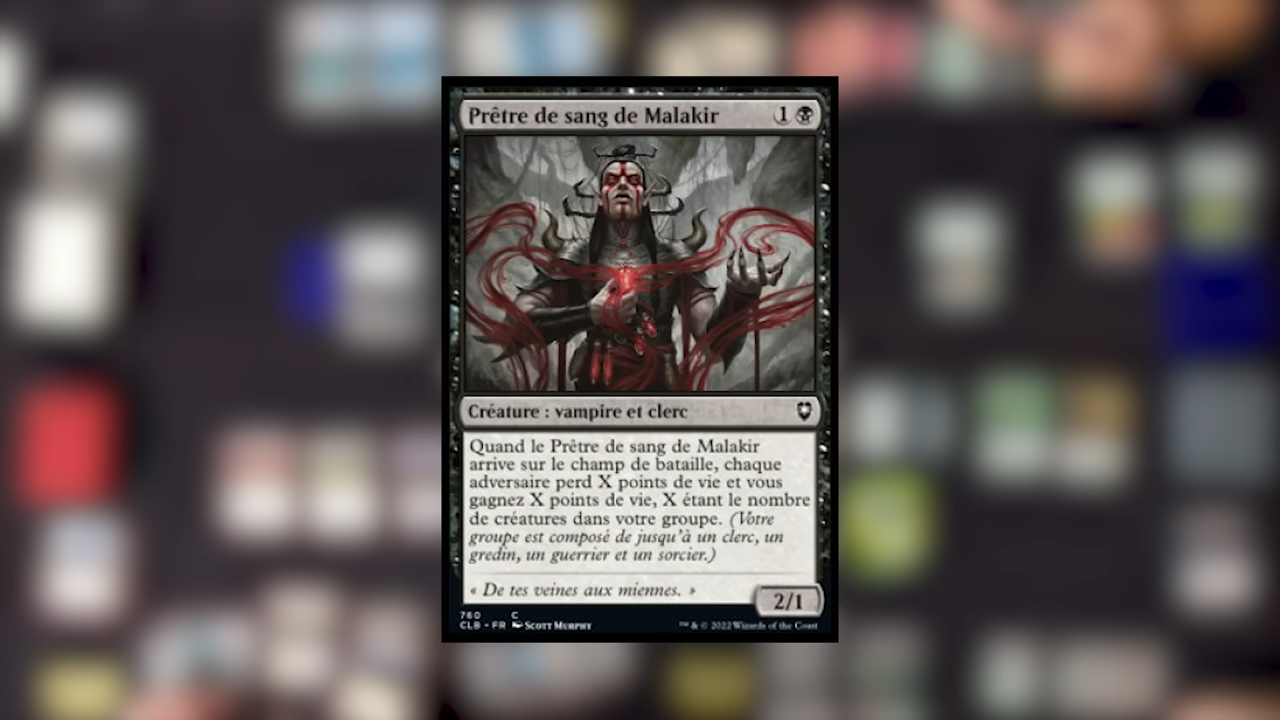 Prêtre de sang de Malakir
1
Créature : vampire et clerc
Quand le Prêtre de sang de Malakir
arrive sur le champ de bataille, chaque
adversaire perd X points de vie et vous
gagnez X points de vie, X étant le nombre
de créatures dans votre groupe. (Votre
groupe est composé de jusqu'à un clerc, un
gredin, un guerrier et un sorcier.)
« De tes veines aux miennes. »
2/1
760 C
CLB - FR Scott Murphy
™ & © 2022 Wizards of the Coast